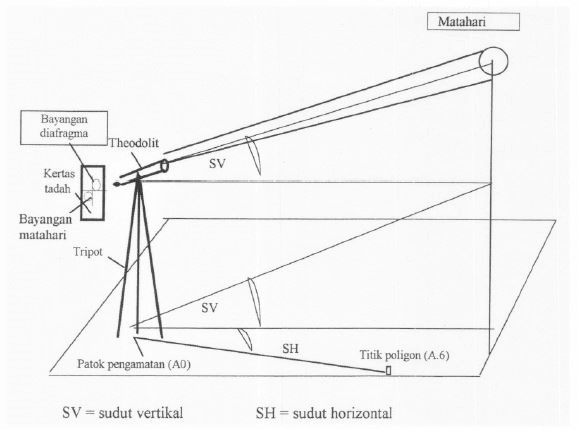 Matahari
Bayangan
diafragma
Theodolit
SV
Kertas
tadah
Bayangan
matahari
Tripot
SV
SH
Titik poligon (A.6)
Patok pengamatan (A0)
SV = sudut vertikal
SH = sudut horizontal